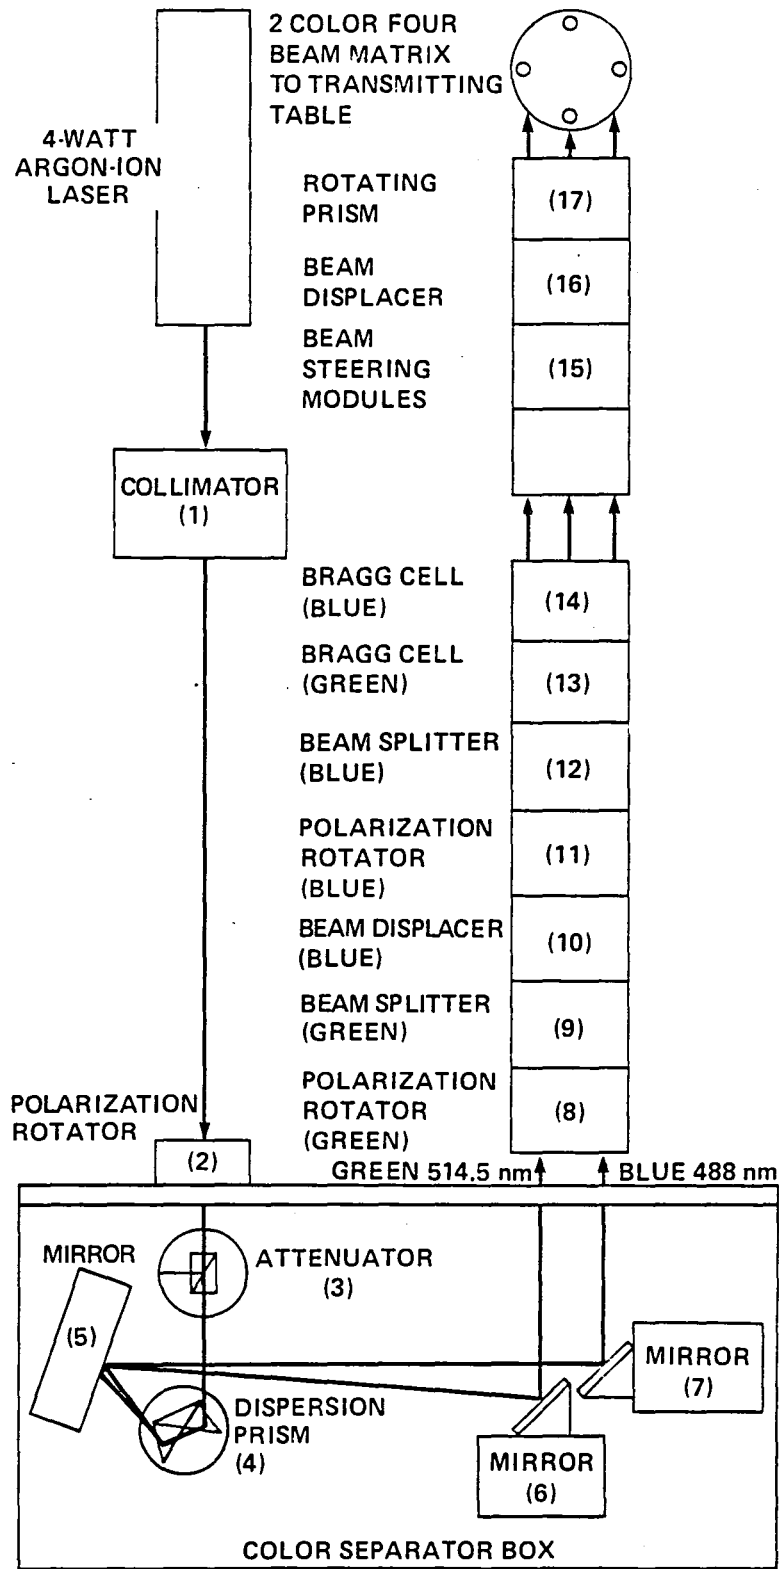 2 COLOR FOUR
BEAM MATRIX
TO TRANSMITTING
TABLE
4-WATT
ARGON-ION
LASER
ROTATING
PRISM
(17)
BEAM
DISPLACER
(16)
BEAM
STEERING
MODULES
(15)
COLLIMATOR
(1)
BRAGG CELL
(BLUE)
(14)
BRAGG CELL
(GREEN)
(13)
BEAM SPLITTER
(BLUE)
(12)
POLARIZATION
ROTATOR
(BLUE)
(11)
BEAM DISPLACER
(BLUE)
(10)
BEAM SPLITTER
(GREEN)
(9)
POLARIZATION
ROTATOR
(GREEN)
(8)
POLARIZATION
ROTATOR
(2)
GREEN 514.5 nm
BLUE 488 nm
MIRROR
(5)
ATTENUATOR
(3)
DISPERSION
PRISM
(4)
MIRROR
(7)
MIRROR
(6)
COLOR SEPARATOR BOX